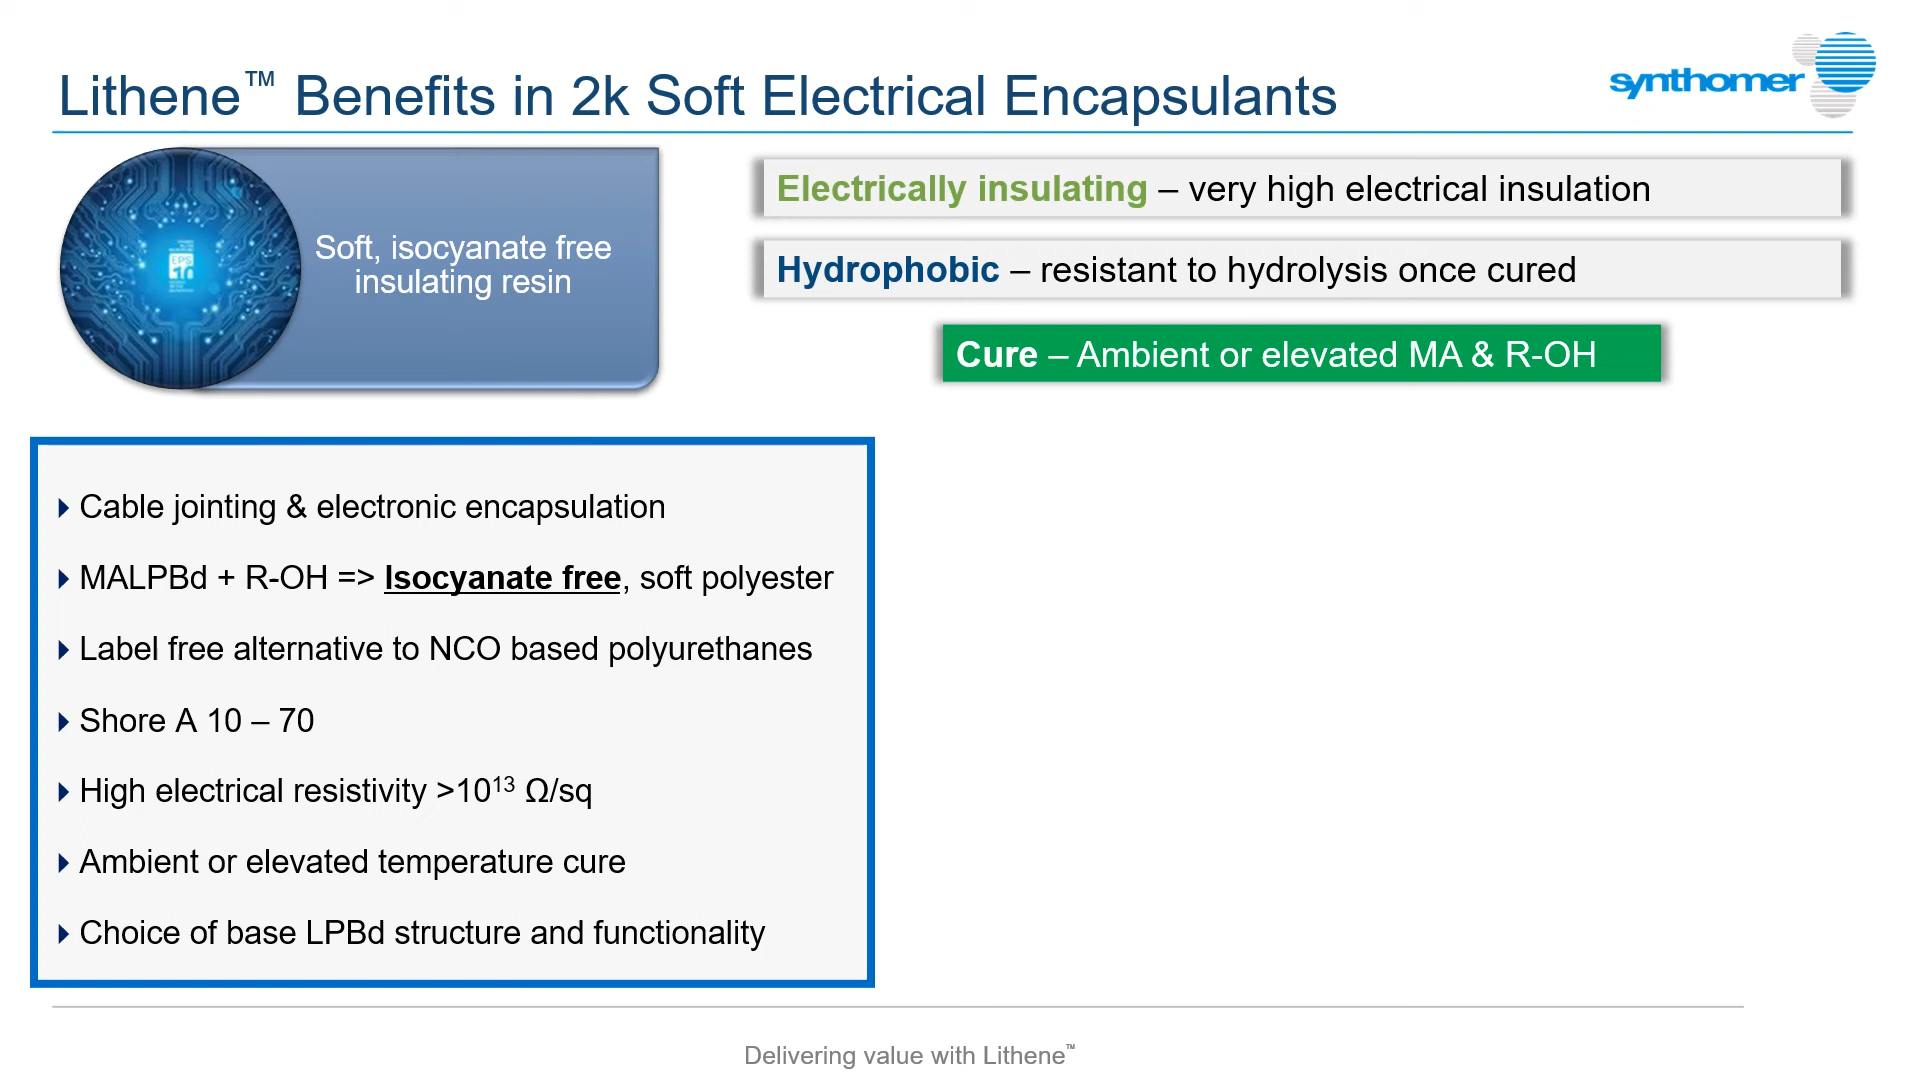 Lithene™ Benefits in 2k Soft Electrical Encapsulants
synthomer
EPS
10
Soft, isocyanate free
insulating resin
Electrically insulating – very high electrical insulation
Hydrophobic – resistant to hydrolysis once cured
Cure – Ambient or elevated MA & R-OH
Cable jointing & electronic encapsulation
MALPBd + R-OH => Isocyanate free, soft polyester
Label free alternative to NCO based polyurethanes
Shore A 10 – 70
High electrical resistivity >10¹³ Ω/sq
Ambient or elevated temperature cure
Choice of base LPBd structure and functionality
Delivering value with Lithene™